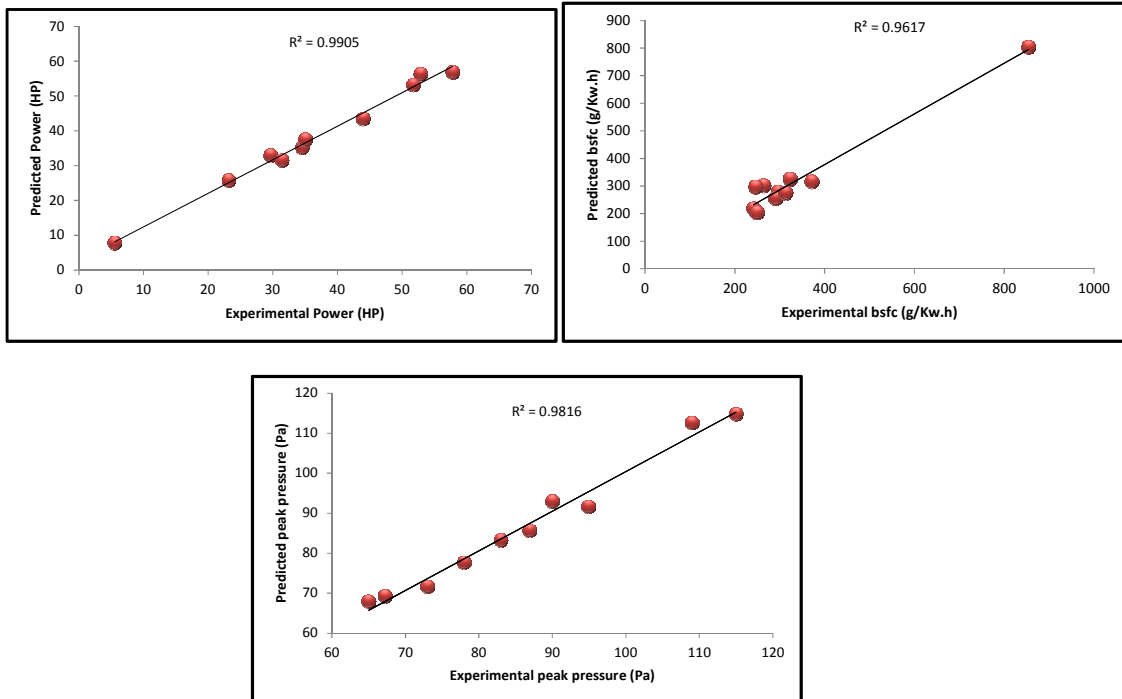 R² = 0.9905
70
60
50
40
30
20
10
0
Predicted Power (HP)
0 10 20 30 40 50 60 70
Experimental Power (HP)
R² = 0.9617
900
800
700
600
500
400
300
200
100
0
Predicted bsfc (g/Kw.h)
0 200 400 600 800 1000
Experimental bsfc (g/Kw.h)
R² = 0.9816
120
110
100
90
80
70
60
Predicted peak pressure (Pa)
60 70 80 90 100 110 120
Experimental peak pressure (Pa)